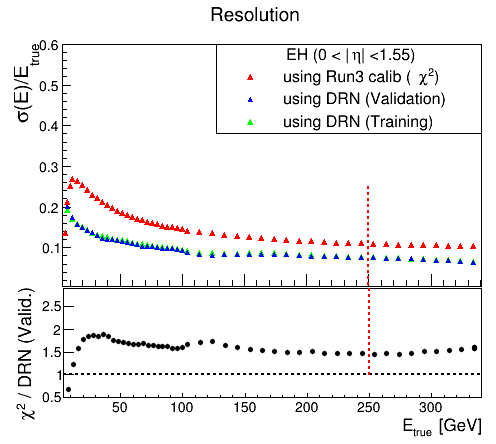 Resolution
σ(E)/E_true
0.6
0.5
0.4
0.3
0.2
0.1
EH (0 < |η| <1.55)
using Run3 calib ( χ²)
using DRN (Validation)
using DRN (Training)
χ² / DRN (Valid.)
2.5
2
1.5
1
0.5
50 100 150 200 250 300
E_true [GeV]